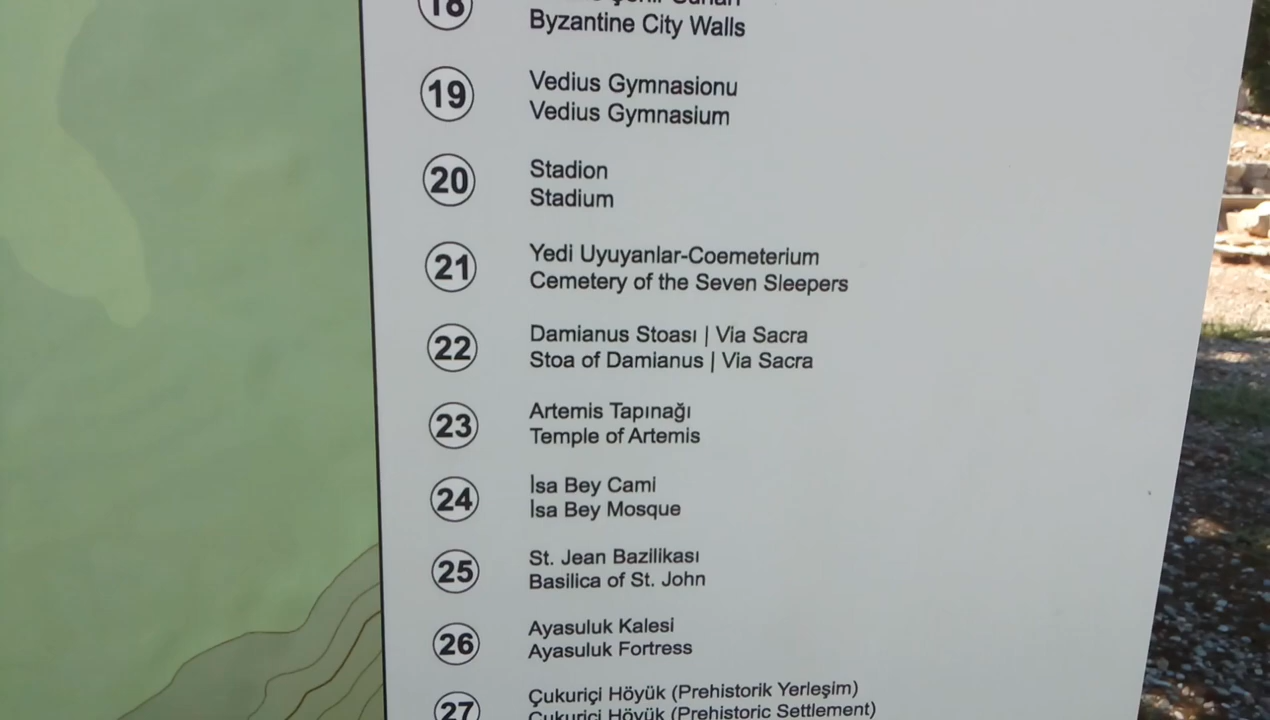 18
Byzantine City Walls
19
Vedius Gymnasionu
Vedius Gymnasium
20
Stadion
Stadium
21
Yedi Uyuyanlar-Coemeterium
Cemetery of the Seven Sleepers
22
Damianus Stoası | Via Sacra
Stoa of Damianus | Via Sacra
23
Artemis Tapınağı
Temple of Artemis
24
İsa Bey Cami
İsa Bey Mosque
25
St. Jean Bazilikası
Basilica of St. John
26
Ayasuluk Kalesi
Ayasuluk Fortress
27
Çukuriçi Höyük (Prehistorik Yerleşim)
Çukuriçi Höyük (Prehistoric Settlement)